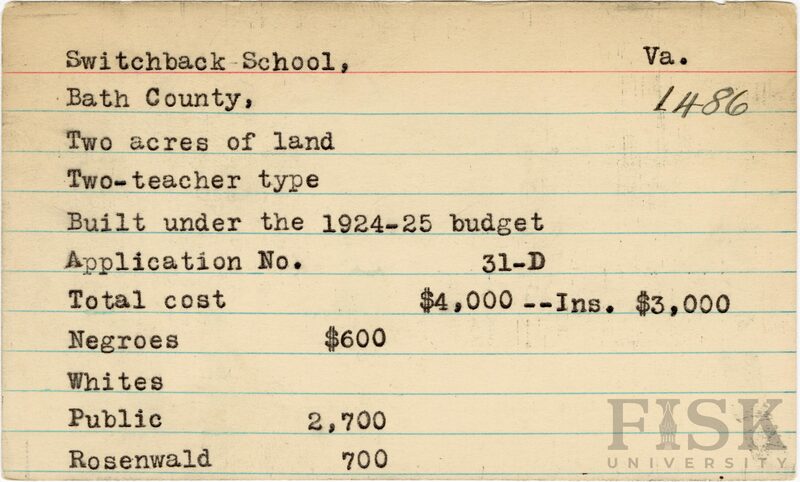 Switchback School, Va.
Bath County, 1486
Two acres of land
Two-teacher type
Built under the 1924-25 budget
Application No. 31-D
Total cost $4,000 --Ins. $3,000
Negroes $600
Whites
Public 2,700
Rosenwald 700
FISK
UNIVERSITY